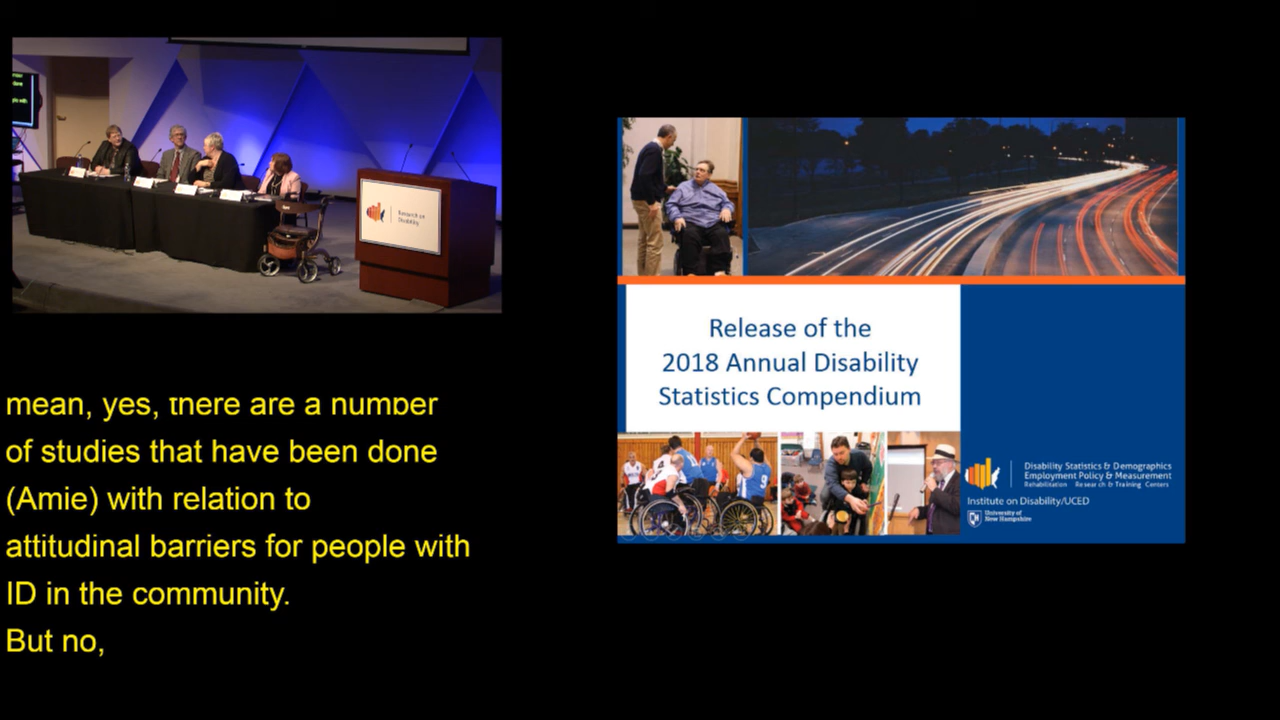 Research on
Disability
mean, yes, there are a number
of studies that have been done
(Amie) with relation to
attitudinal barriers for people with
ID in the community.
But no,
Release of the
2018 Annual Disability
Statistics Compendium
9
Disability Statistics & Demographics
Employment Policy & Measurement
Rehabilitation Research & Training Centers
Institute on Disability/UCED
University of
New Hampshire